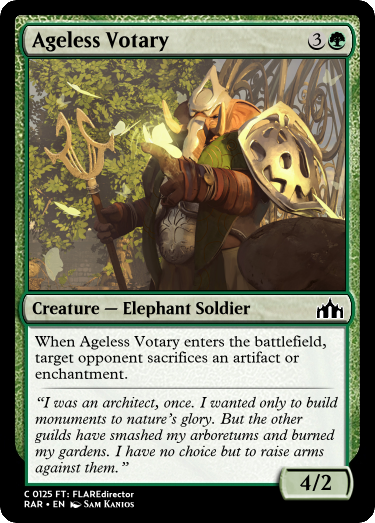 Ageless Votary 3
Creature — Elephant Soldier
When Ageless Votary enters the battlefield,
target opponent sacrifices an artifact or
enchantment.
“I was an architect, once. I wanted only to build
monuments to nature's glory. But the other
guilds have smashed my arboretums and burned
my gardens. I have no choice but to raise arms
against them.”
4/2
C 0125 FT: FLAREdirector
RAR • EN Sam Kanios